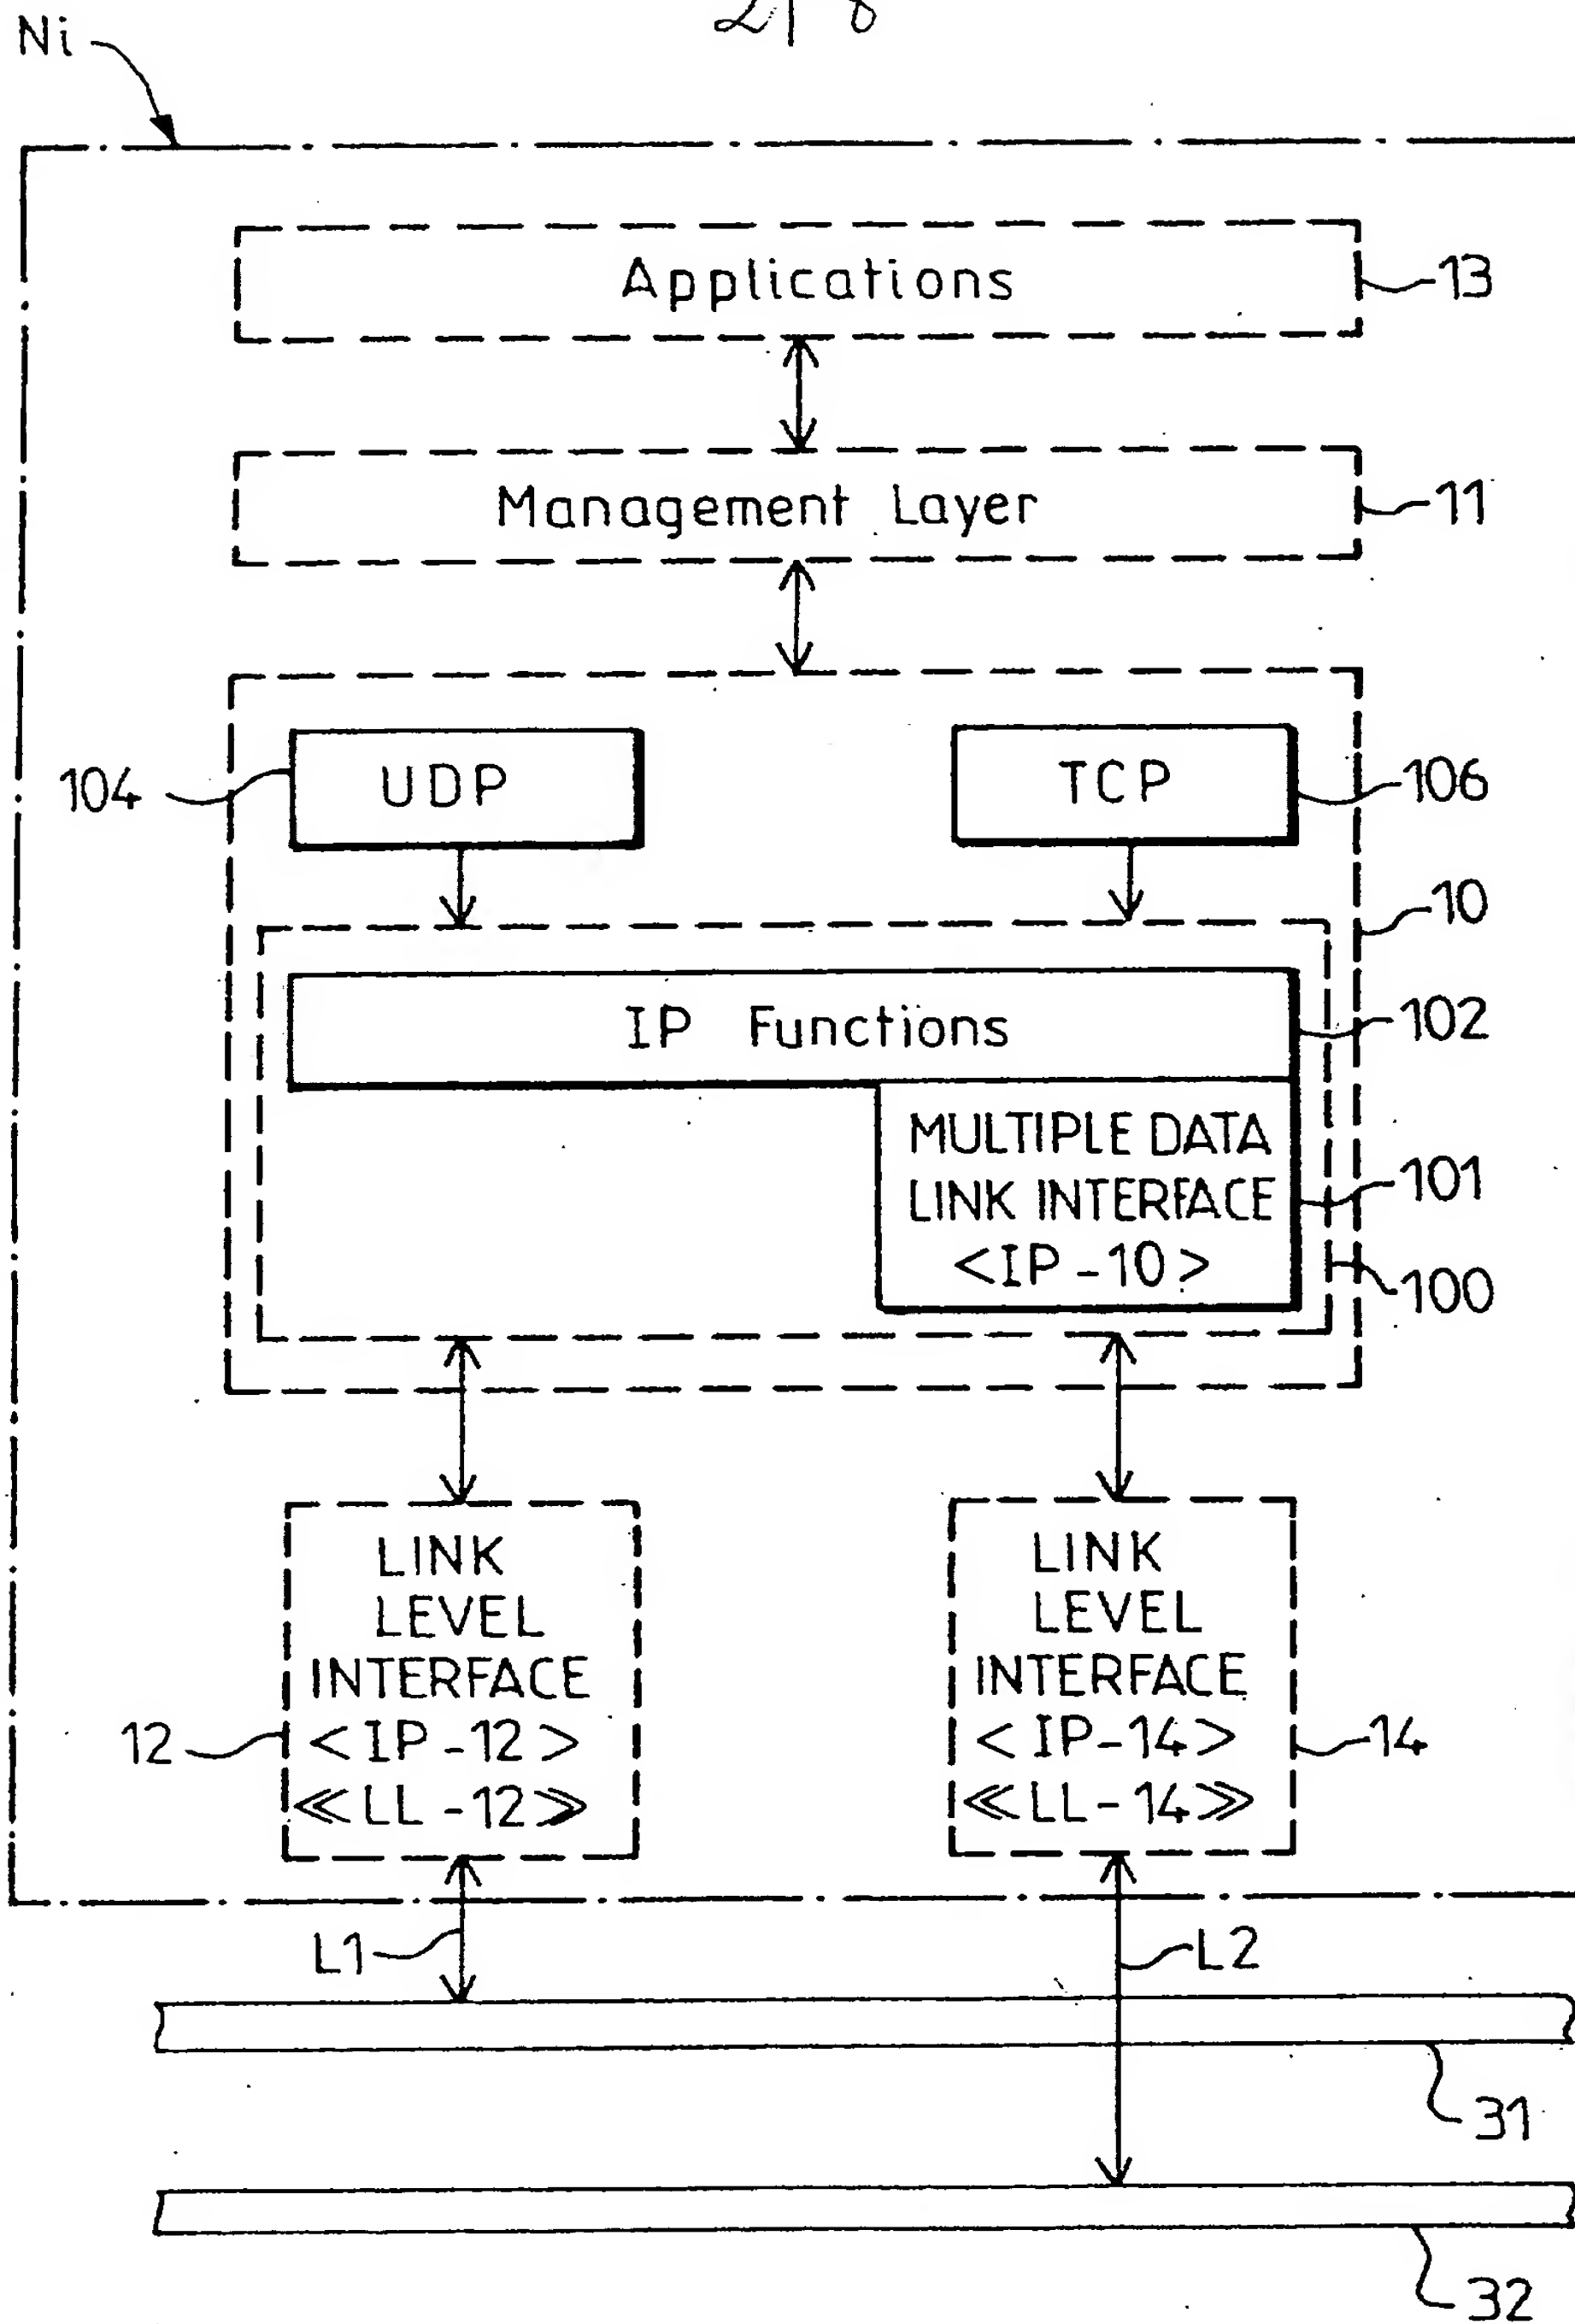 2/8
Ni
Applications
13
Management Layer
11
104
UDP
TCP
106
10
IP Functions
102
MULTIPLE DATA
LINK INTERFACE
<IP-10>
101
100
LINK
LEVEL
INTERFACE
<IP-12>
<<LL-12>>
12
LINK
LEVEL
INTERFACE
<IP-14>
<<LL-14>>
14
L1
L2
31
32